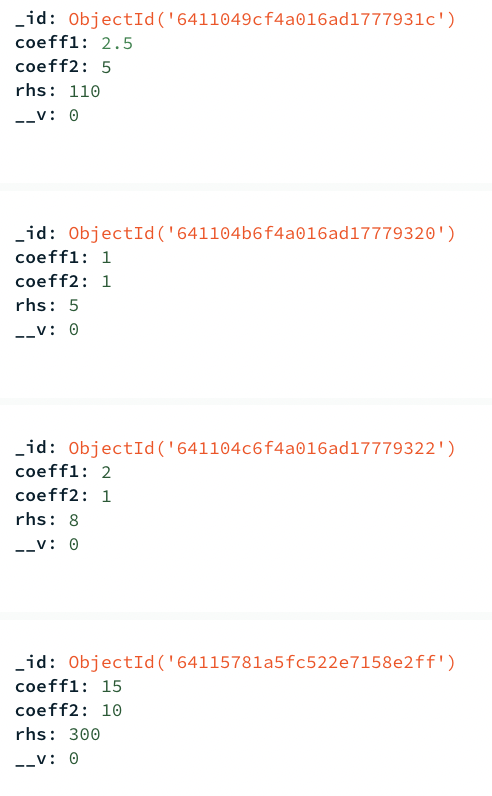 _id: ObjectId('6411049cf4a016ad1777931c')
coeff1: 2.5
coeff2: 5
rhs: 110
__v: 0
_id: ObjectId('641104b6f4a016ad17779320')
coeff1: 1
coeff2: 1
rhs: 5
__v: 0
_id: ObjectId('641104c6f4a016ad17779322')
coeff1: 2
coeff2: 1
rhs: 8
__v: 0
_id: ObjectId('64115781a5fc522e7158e2ff')
coeff1: 15
coeff2: 10
rhs: 300
__v: 0